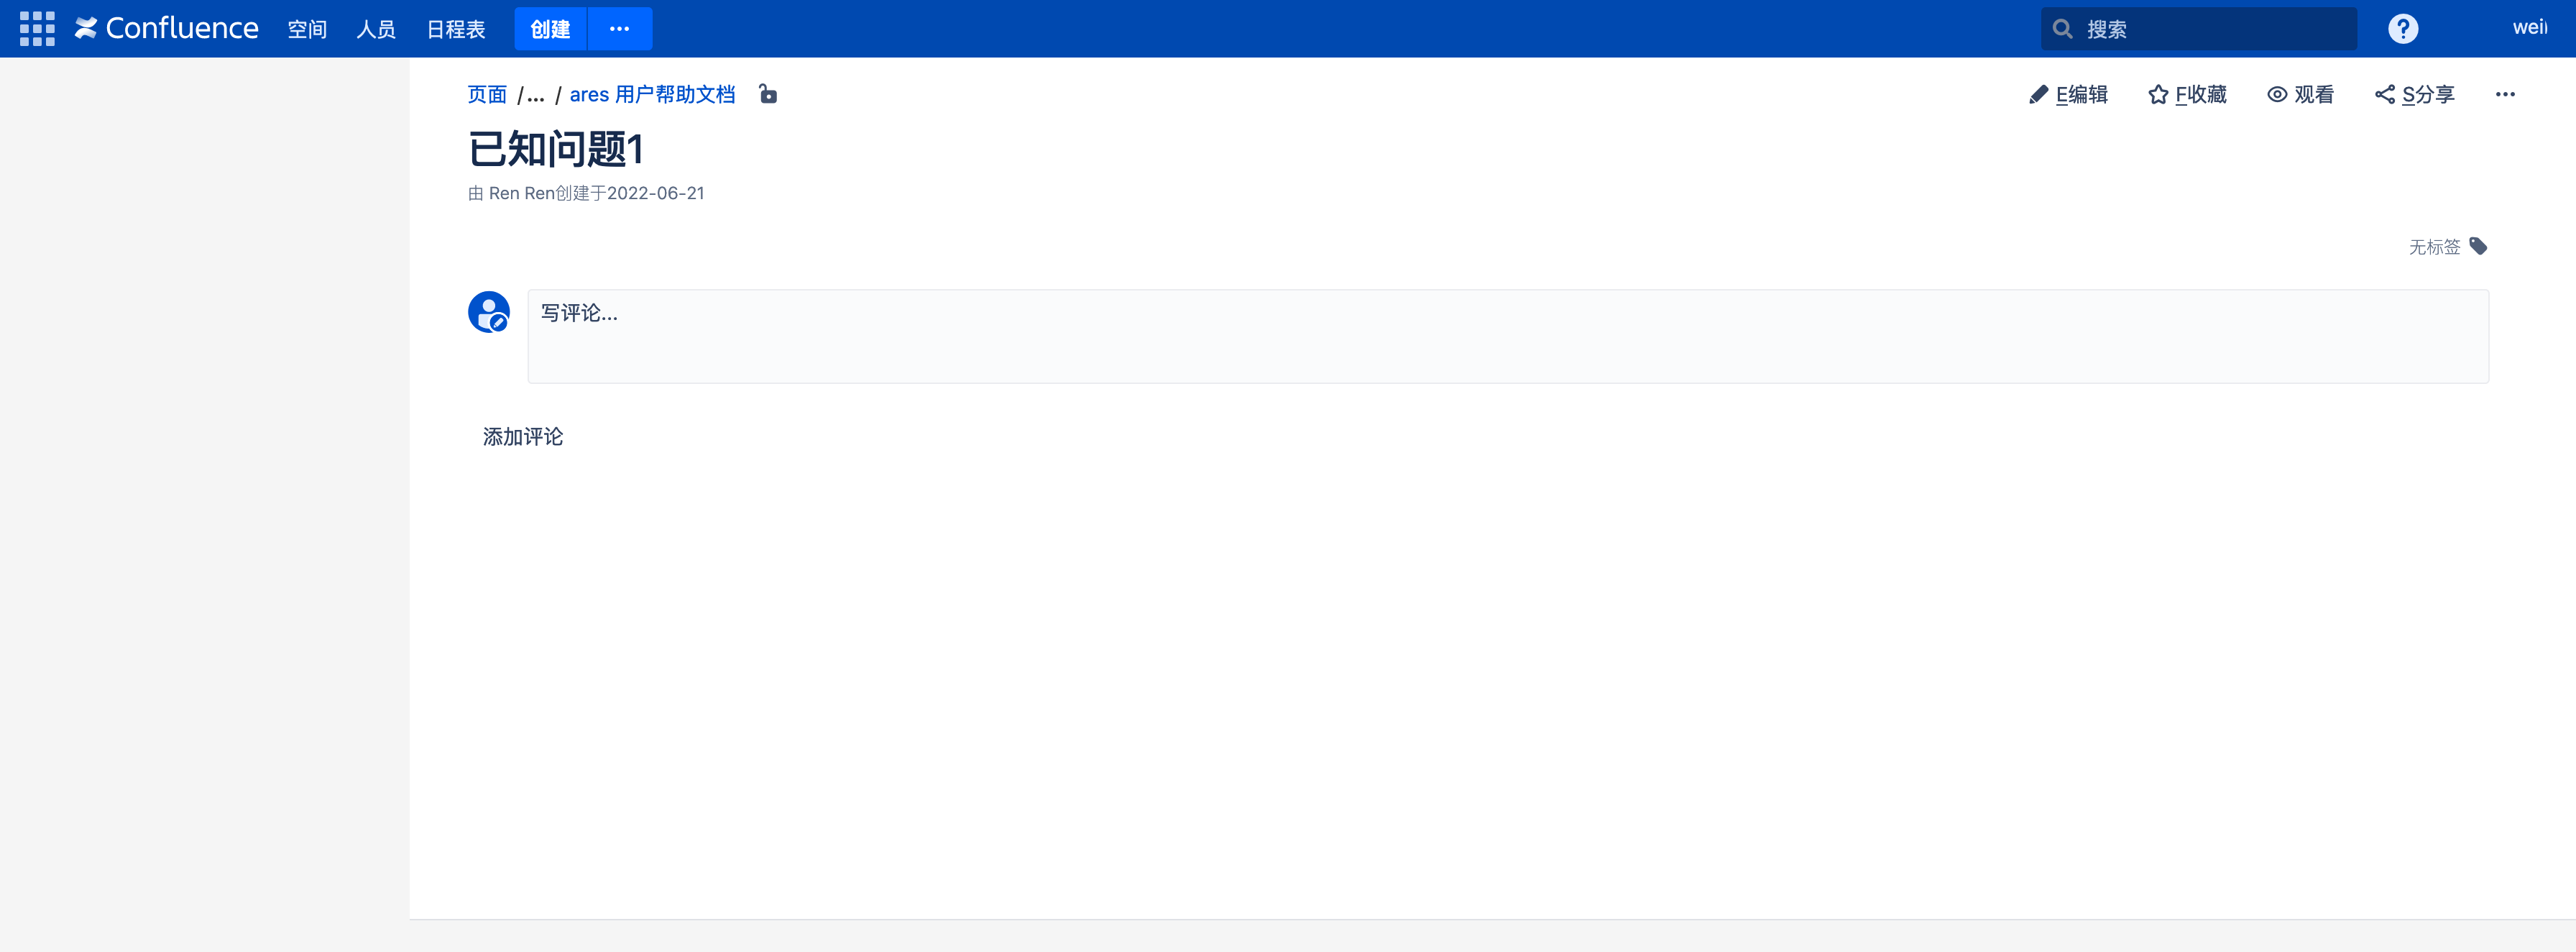 Confluence 空间 人员 日程表 创建 ••• 搜索 ? weil
页面 /... / ares 用户帮助文档 E编辑 F收藏 观看 S分享 •••
已知问题1
由 Ren Ren创建于2022-06-21
无标签
写评论...
添加评论